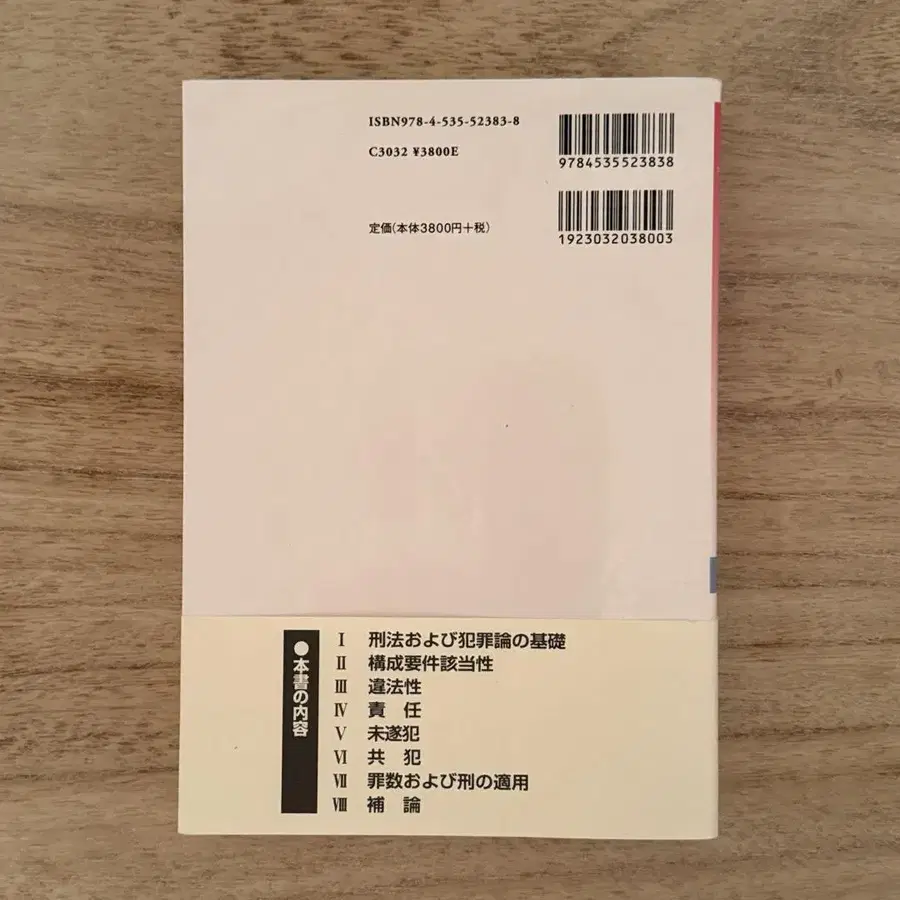 ISBN978-4-535-52383-8
C3032 ¥3800E
定価(本体3800円+税)
9784535523838
1923032038003
●本書の内容
Ⅰ 刑法および犯罪論の基礎
Ⅱ 構成要件該当性
Ⅲ 違法性
Ⅳ 責 任
Ⅴ 未遂犯
Ⅵ 共 犯
Ⅶ 罪数および刑の適用
Ⅷ 補 論